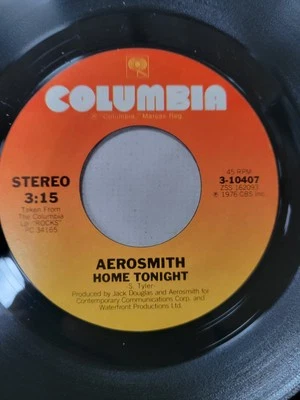 COLUMBIA
® "Columbia," Marcas Reg.
STEREO
3:15
Taken From
The Columbia
Lp: "ROCKS"
PC 34165
45 RPM
3-10407
ZSS 162093
℗ 1976 CBS Inc.
AEROSMITH
HOME TONIGHT
S. Tyler
Produced by Jack Douglas and Aerosmith for
Contemporary Communications Corp. and
Waterfront Productions Ltd.